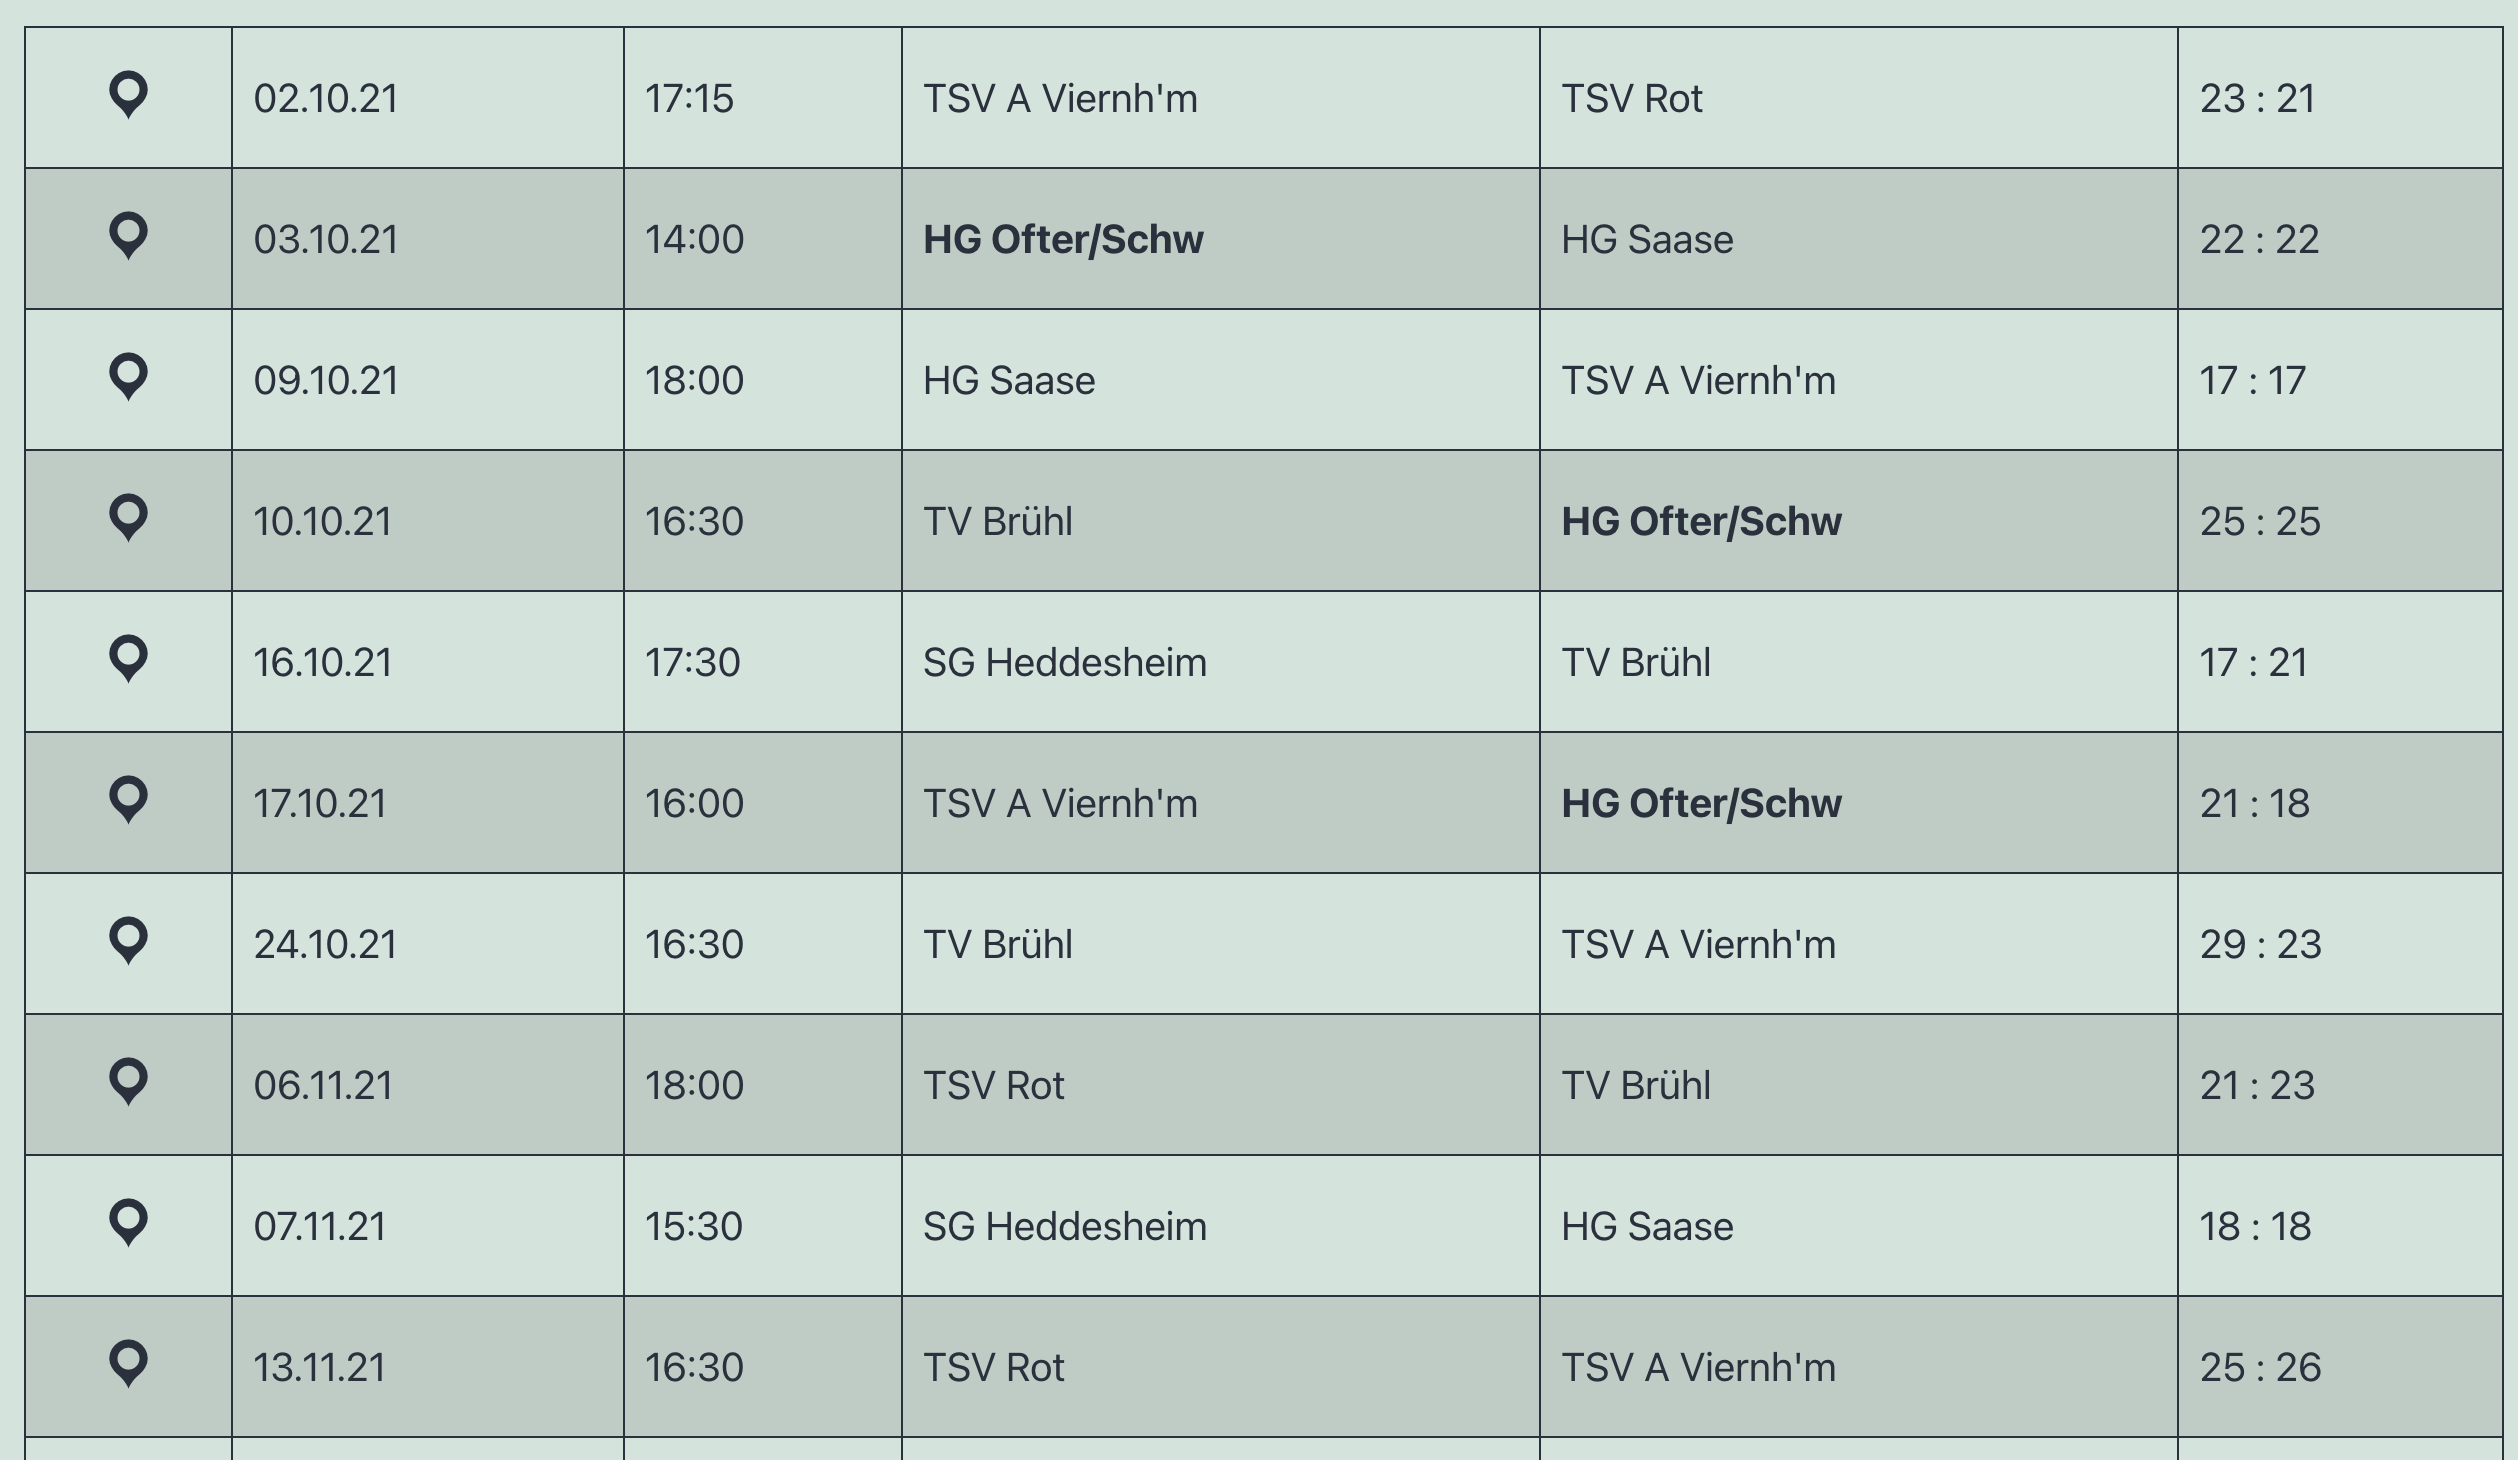 02.10.21 17:15 TSV A Viernh'm TSV Rot 23 : 21
03.10.21 14:00 HG Ofter/Schw HG Saase 22 : 22
09.10.21 18:00 HG Saase TSV A Viernh'm 17 : 17
10.10.21 16:30 TV Brühl HG Ofter/Schw 25 : 25
16.10.21 17:30 SG Heddesheim TV Brühl 17 : 21
17.10.21 16:00 TSV A Viernh'm HG Ofter/Schw 21 : 18
24.10.21 16:30 TV Brühl TSV A Viernh'm 29 : 23
06.11.21 18:00 TSV Rot TV Brühl 21 : 23
07.11.21 15:30 SG Heddesheim HG Saase 18 : 18
13.11.21 16:30 TSV Rot TSV A Viernh'm 25 : 26